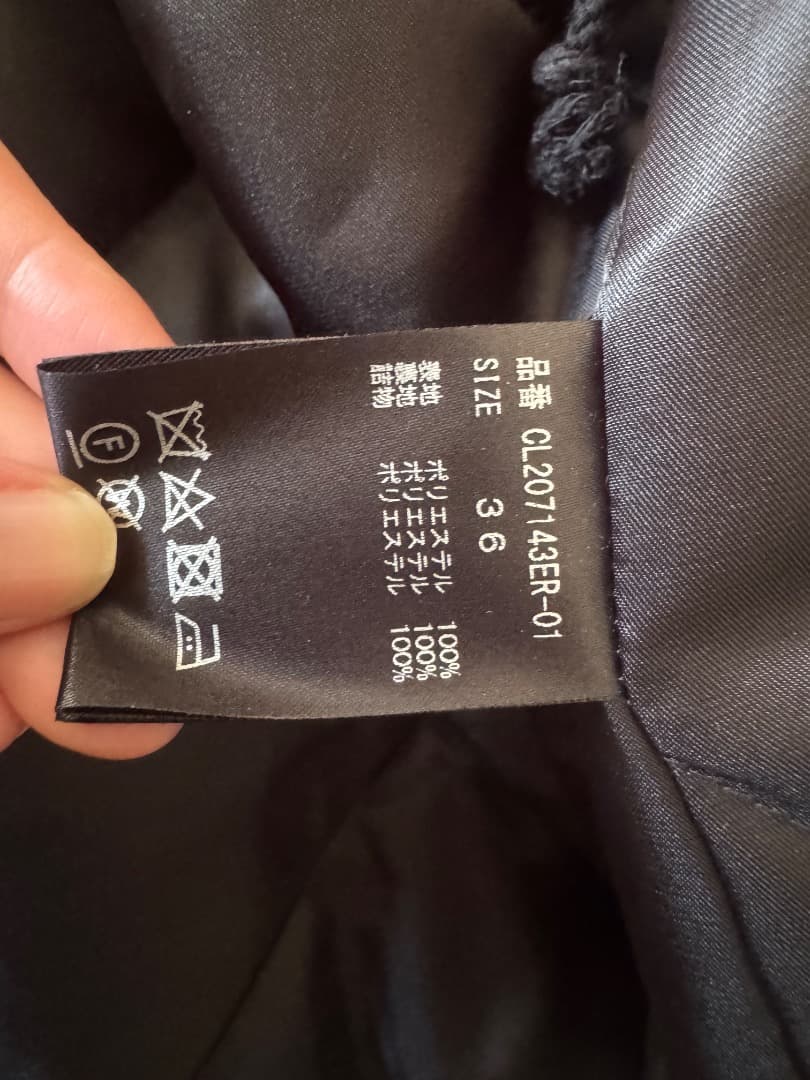 品番 CL207143ER-01
SIZE 36
表地 ポリエステル 100%
裏地 ポリエステル 100%
詰物 ポリエステル 100%
F
W